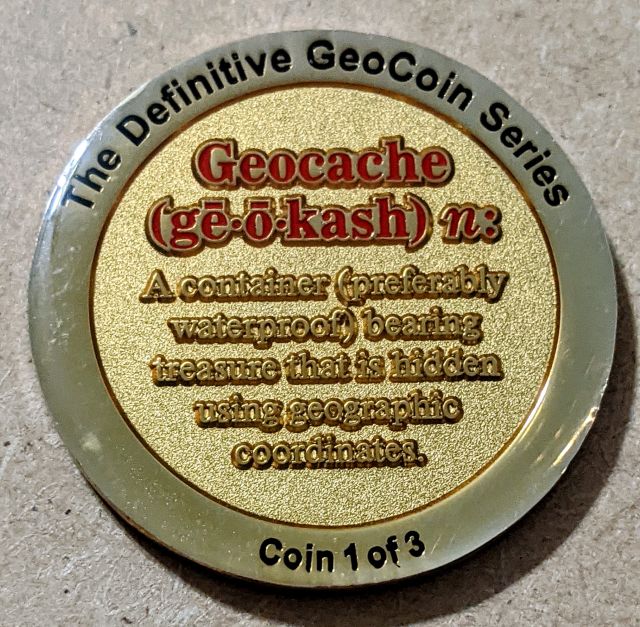 The Definitive GeoCoin Series
Geocache
(gē·ō·kash) n:
A container (preferably
waterproof) bearing
treasure that is hidden
using geographic
coordinates.
Coin 1 of 3